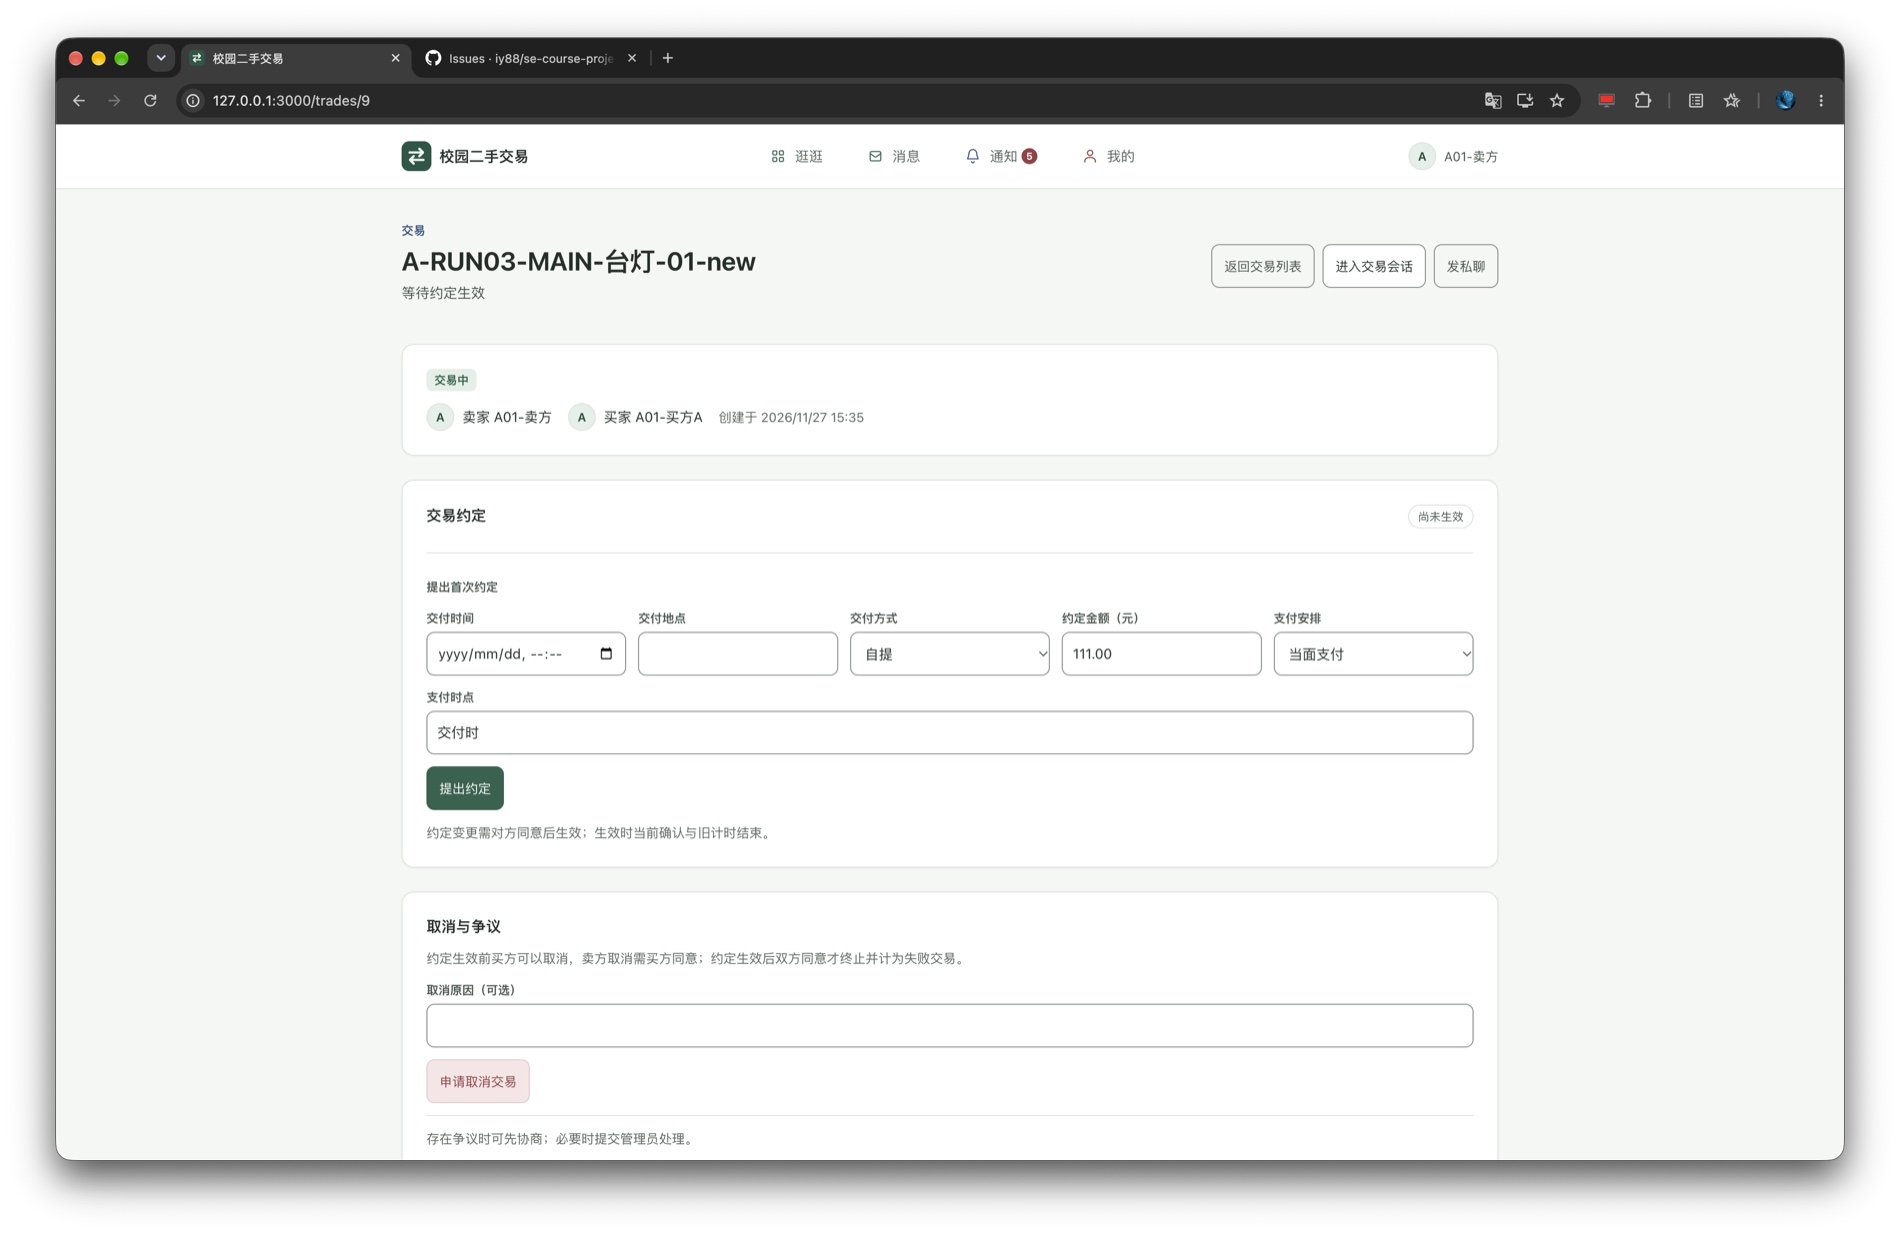 校园二手交易
Issues · iy88/se-course-proje
127.0.0.1:3000/trades/9
校园二手交易
逛逛
消息
通知 5
我的
A A01-卖方
交易
A-RUN03-MAIN-台灯-01-new
等待约定生效
返回交易列表
进入交易会话
发私聊
交易中
A 卖家 A01-卖方 A 买家 A01-买方A 创建于 2026/11/27 15:35
交易约定
尚未生效
提出首次约定
交付时间 交付地点 交付方式 约定金额（元） 支付安排
yyyy/mm/dd, --:-- 自提 111.00 当面支付
支付时点
交付时
提出约定
约定变更需对方同意后生效；生效时当前确认与旧计时结束。
取消与争议
约定生效前买方可以取消，卖方取消需买方同意；约定生效后双方同意才终止并计为失败交易。
取消原因（可选）
申请取消交易
存在争议时可先协商；必要时提交管理员处理。